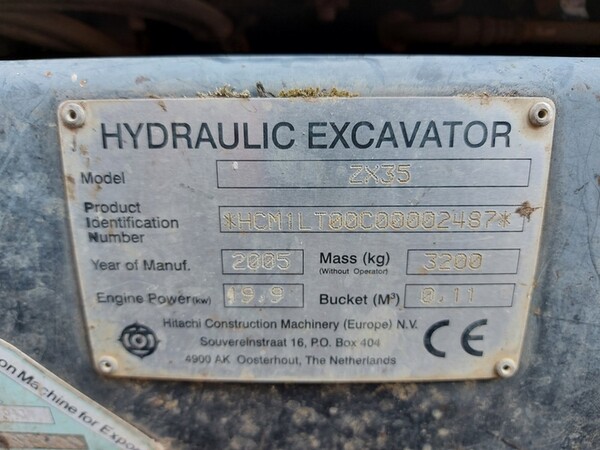 HYDRAULIC EXCAVATOR
Model ZX35
Product
Identification *HCM1LT00C00002487*
Number
Year of Manuf. 2005 Mass (kg) 3200
(Without Operator)
Engine Power(kw) 19.9 Bucket (M³) 0.11
Hitachi Construction Machinery (Europe) N.V.
Souvereinstraat 16, P.O. Box 404
4900 AK Oosterhout, The Netherlands
CE
on Machine for Expo